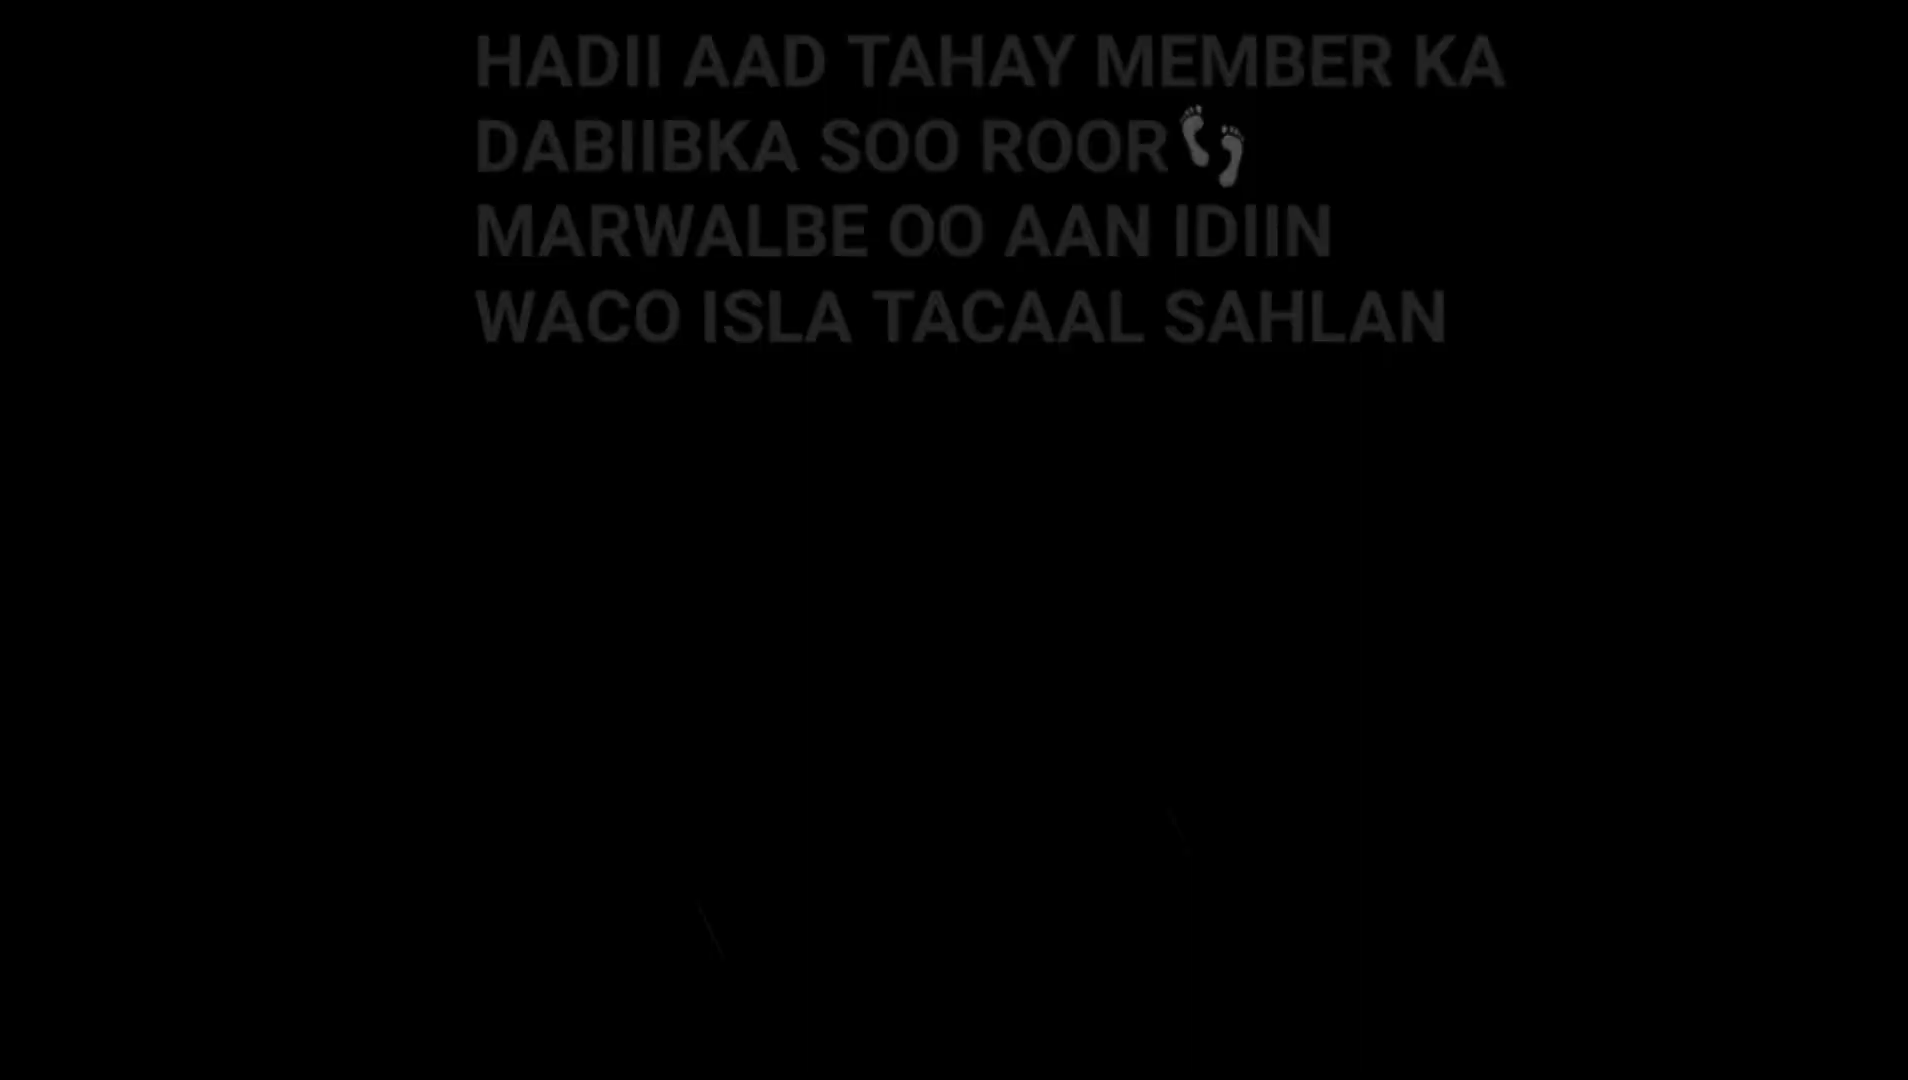 HADII AAD TAHAY MEMBER KA
DABIIBKA SOO ROOR👣
MARWALBE OO AAN IDIIN
WACO ISLA TACAAL SAHLAN